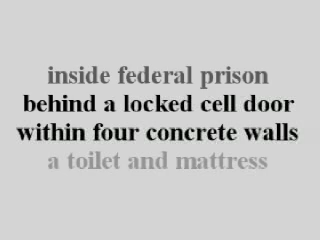 inside federal prison
behind a locked cell door
within four concrete walls
a toilet and mattress